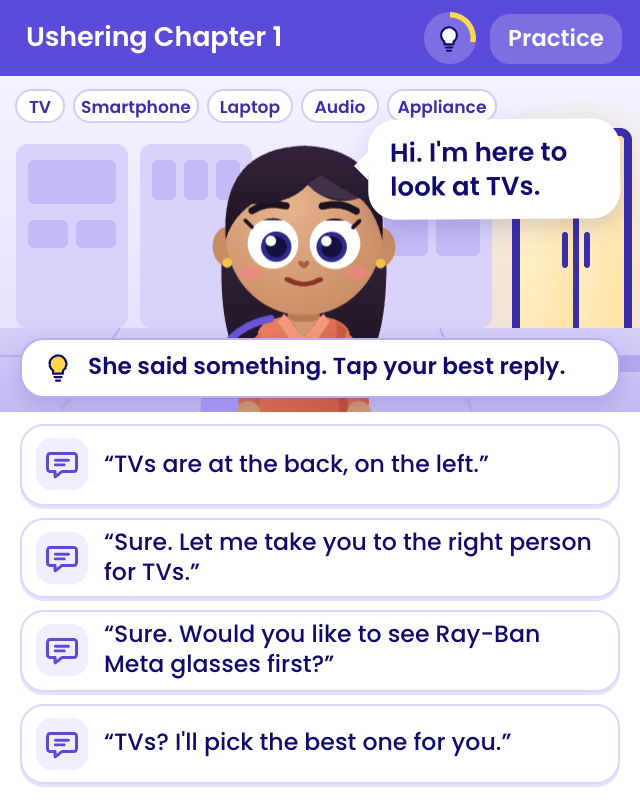 Ushering Chapter 1
Practice
TV
Smartphone
Laptop
Audio
Appliance
Hi. I'm here to
look at TVs.
She said something. Tap your best reply.
“TVs are at the back, on the left.”
“Sure. Let me take you to the right person
for TVs.”
“Sure. Would you like to see Ray-Ban
Meta glasses first?”
“TVs? I'll pick the best one for you.”